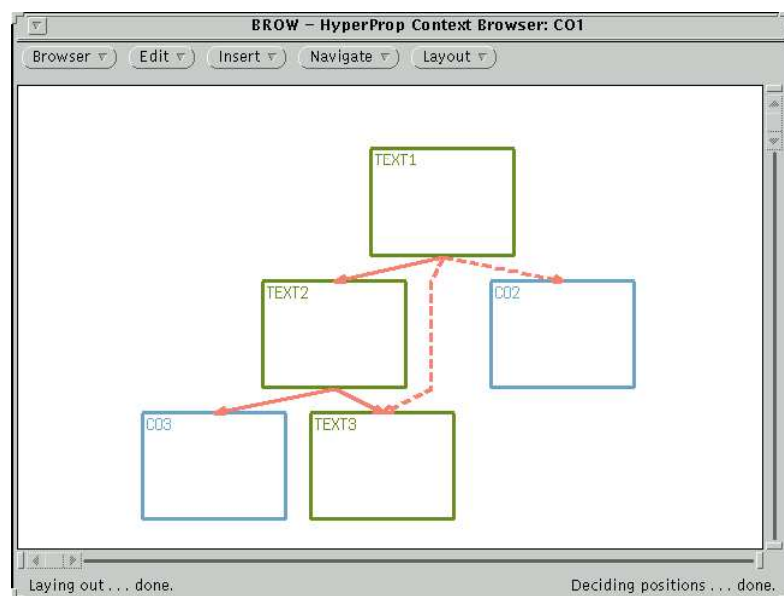 BROW – HyperProp Context Browser: CO1
Browser Edit Insert Navigate Layout
TEXT1
TEXT2 CO2
CO3 TEXT3
Laying out . . . done. Deciding positions . . . done.